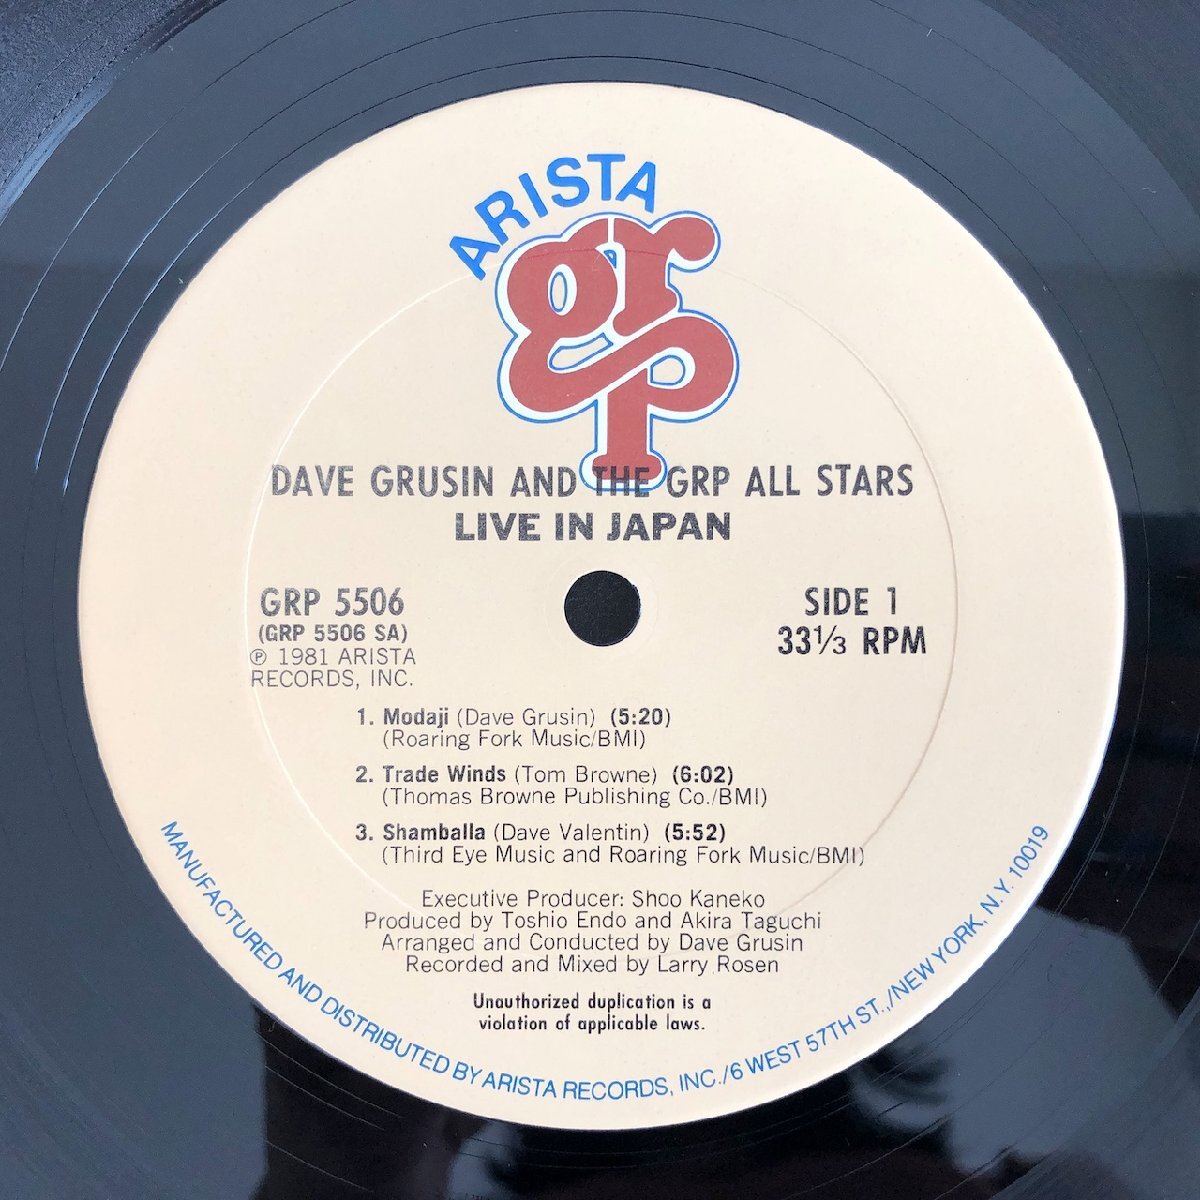 ARISTA
grp
DAVE GRUSIN AND THE GRP ALL STARS
LIVE IN JAPAN
GRP 5506
(GRP 5506 SA)
℗ 1981 ARISTA
RECORDS, INC.
SIDE 1
33⅓ RPM
1. Modaji (Dave Grusin) (5:20)
(Roaring Fork Music/BMI)
2. Trade Winds (Tom Browne) (6:02)
(Thomas Browne Publishing Co./BMI)
3. Shamballa (Dave Valentin) (5:52)
(Third Eye Music and Roaring Fork Music/BMI)
Executive Producer: Shoo Kaneko
Produced by Toshio Endo and Akira Taguchi
Arranged and Conducted by Dave Grusin
Recorded and Mixed by Larry Rosen
Unauthorized duplication is a
violation of applicable laws.
MANUFACTURED AND DISTRIBUTED BY ARISTA RECORDS, INC./6 WEST 57TH ST.,/NEW YORK, N.Y. 10019